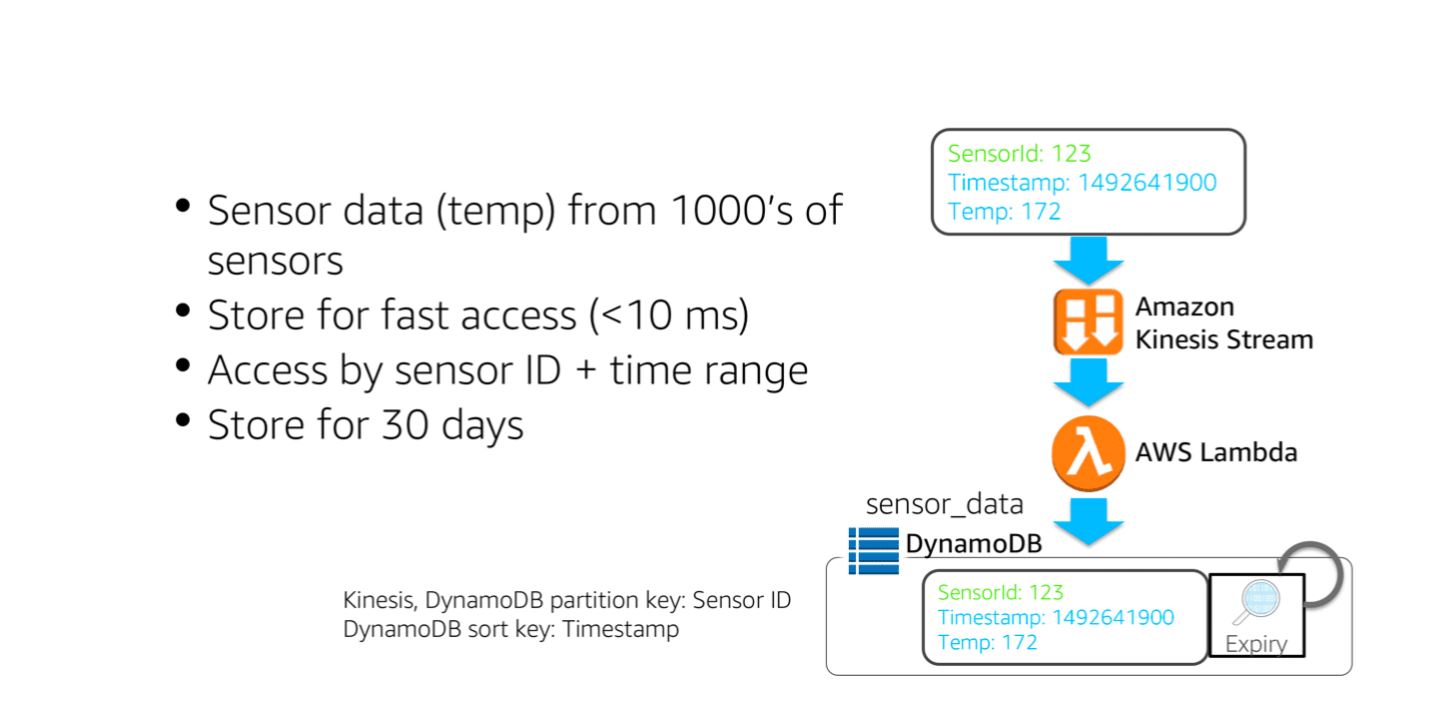 • Sensor data (temp) from 1000's of
sensors
• Store for fast access (<10 ms)
• Access by sensor ID + time range
• Store for 30 days
Kinesis, DynamoDB partition key: Sensor ID
DynamoDB sort key: Timestamp
SensorId: 123
Timestamp: 1492641900
Temp: 172
Amazon
Kinesis Stream
AWS Lambda
sensor_data
DynamoDB
SensorId: 123
Timestamp: 1492641900
Temp: 172
Expiry